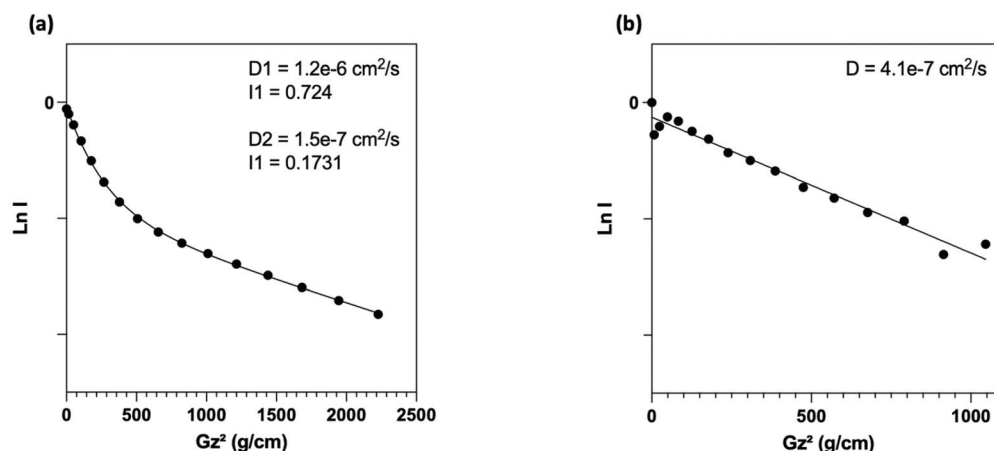 (a)
D1 = 1.2e-6 cm²/s
I1 = 0.724
D2 = 1.5e-7 cm²/s
I1 = 0.1731
0
Ln I
0 500 1000 1500 2000 2500
Gz² (g/cm)
(b)
D = 4.1e-7 cm²/s
0
Ln I
0 500 1000
Gz² (g/cm)